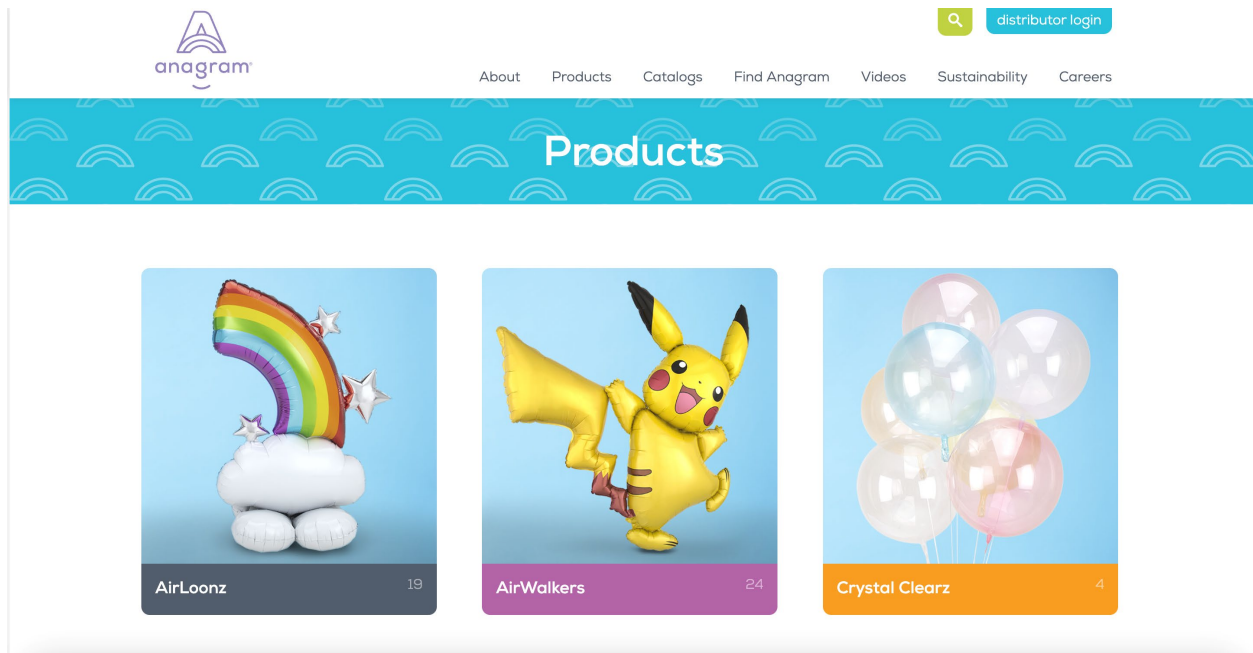 distributor login
anagram
About Products Catalogs Find Anagram Videos Sustainability Careers
Products
AirLoonz 19
AirWalkers 24
Crystal Clearz 4